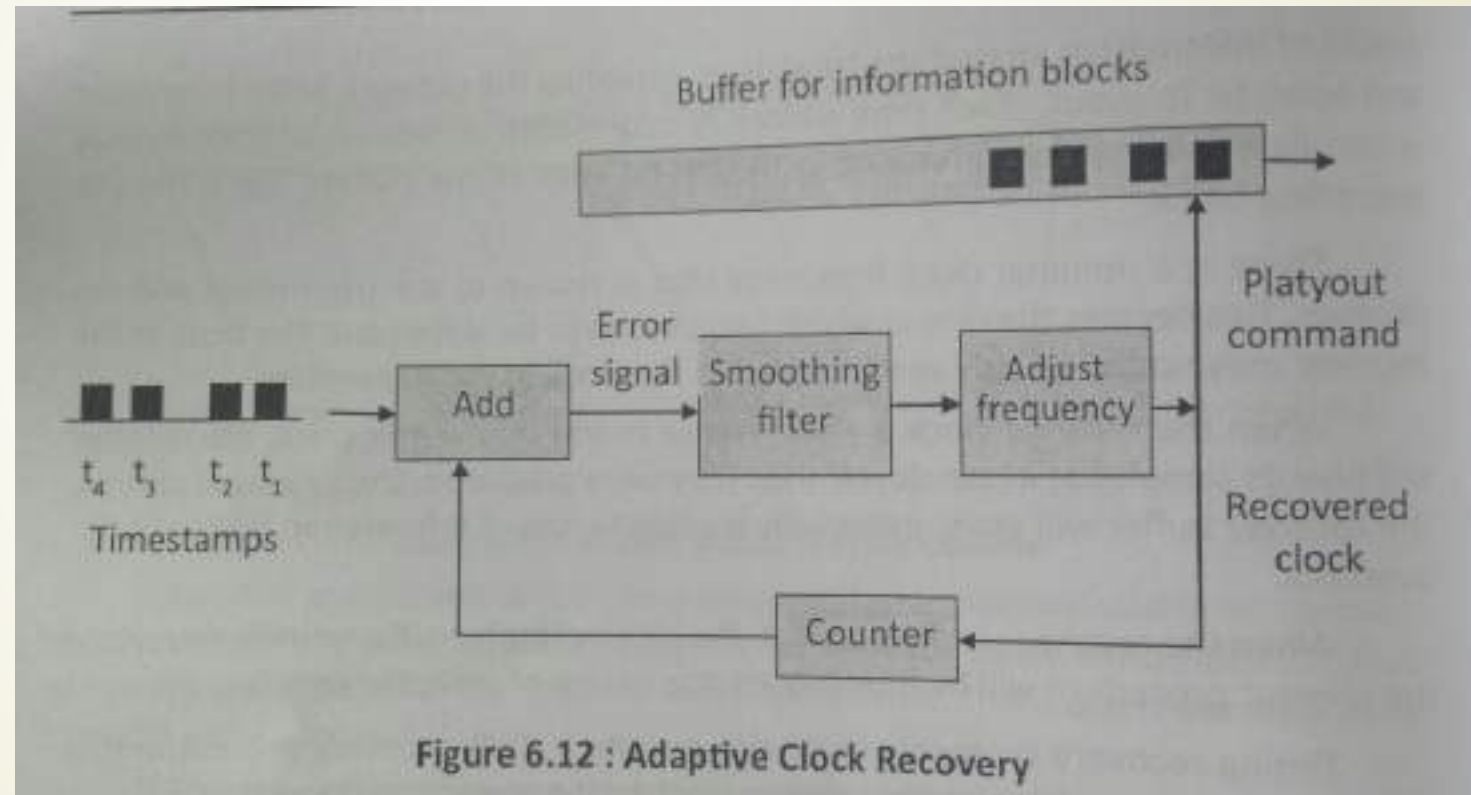 Buffer for information blocks
Platyout
command
Error
signal
Add
Smoothing
filter
Adjust
frequency
t₄ t₃ t₂ t₁
Timestamps
Recovered
clock
Counter
Figure 6.12 : Adaptive Clock Recovery